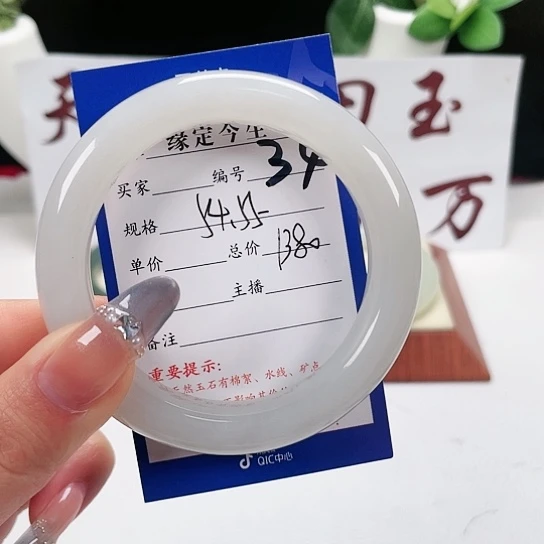 玉
万
缘定今生
买家 编号 34
规格 54.55
单价 总价 1380
主播
备注
重要提示:
天然玉石有棉絮、水线、矿点
QIC中心